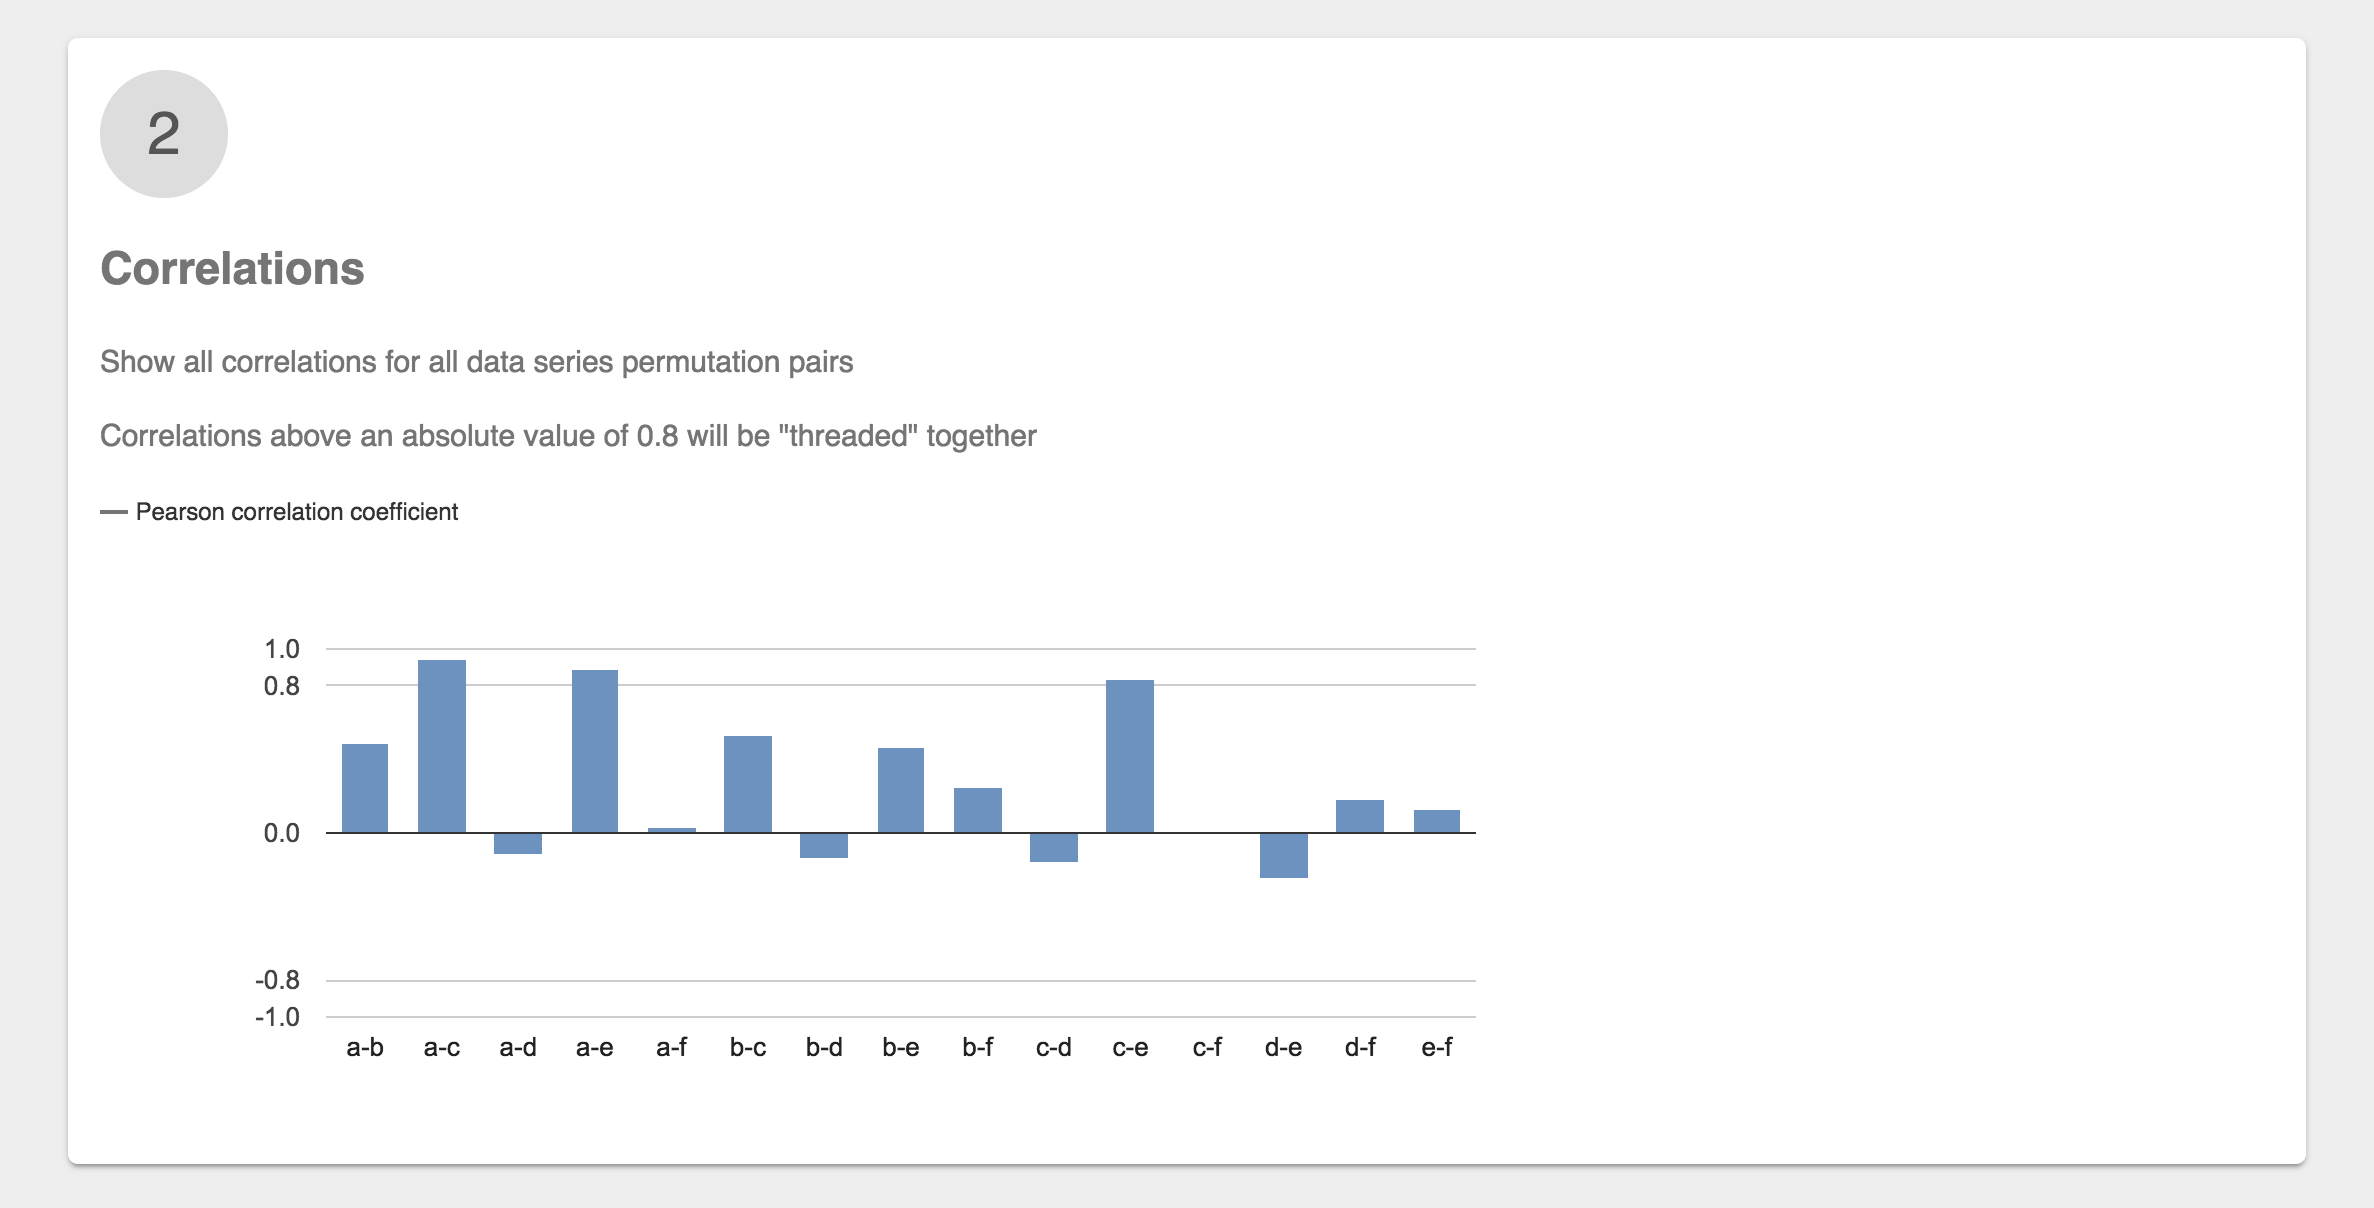 2
Correlations
Show all correlations for all data series permutation pairs
Correlations above an absolute value of 0.8 will be "threaded" together
Pearson correlation coefficient
1.0
0.8
0.0
-0.8
-1.0
a-b a-c a-d a-e a-f b-c b-d b-e b-f c-d c-e c-f d-e d-f e-f